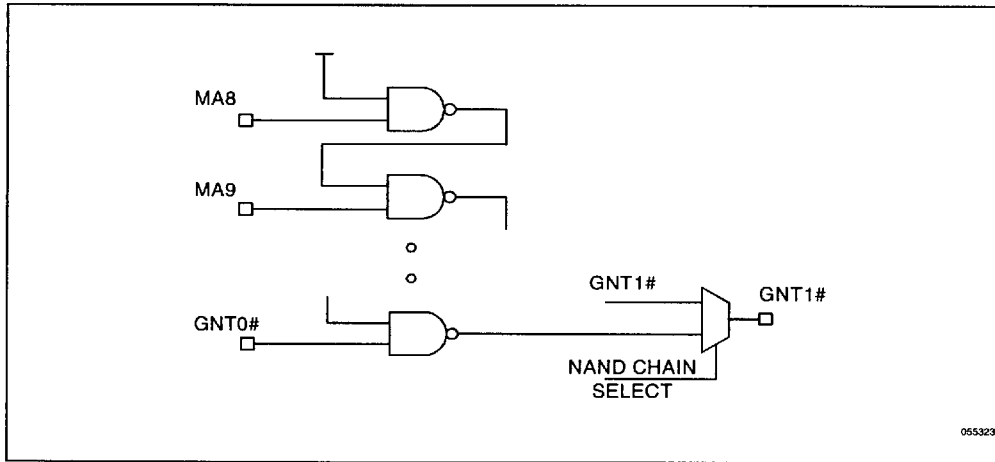 MA8
MA9
GNT0#
GNT1#
GNT1#
NAND CHAIN
SELECT
055323